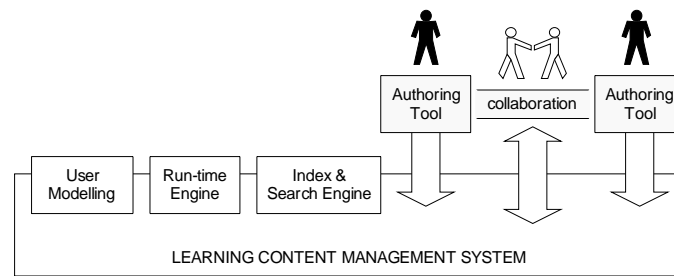 Authoring
Tool
collaboration
Authoring
Tool
User
Modelling
Run-time
Engine
Index &
Search Engine
LEARNING CONTENT MANAGEMENT SYSTEM